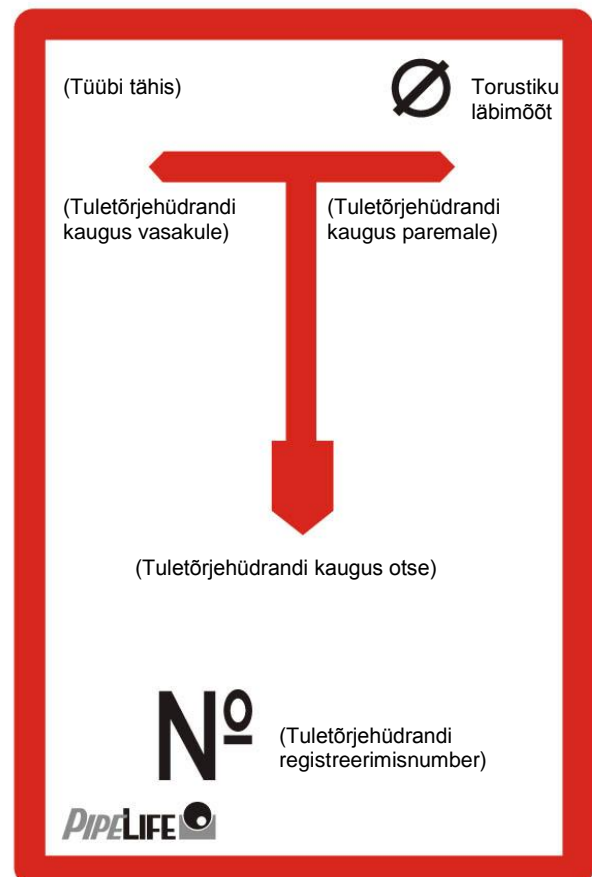 (Tüübi tähis)
Ø Torustiku
läbimõõt
(Tuletõrjehüdrandi
kaugus vasakule)
(Tuletõrjehüdrandi
kaugus paremale)
(Tuletõrjehüdrandi kaugus otse)
Nº
(Tuletõrjehüdrandi
registreerimisnumber)
PIPELIFE